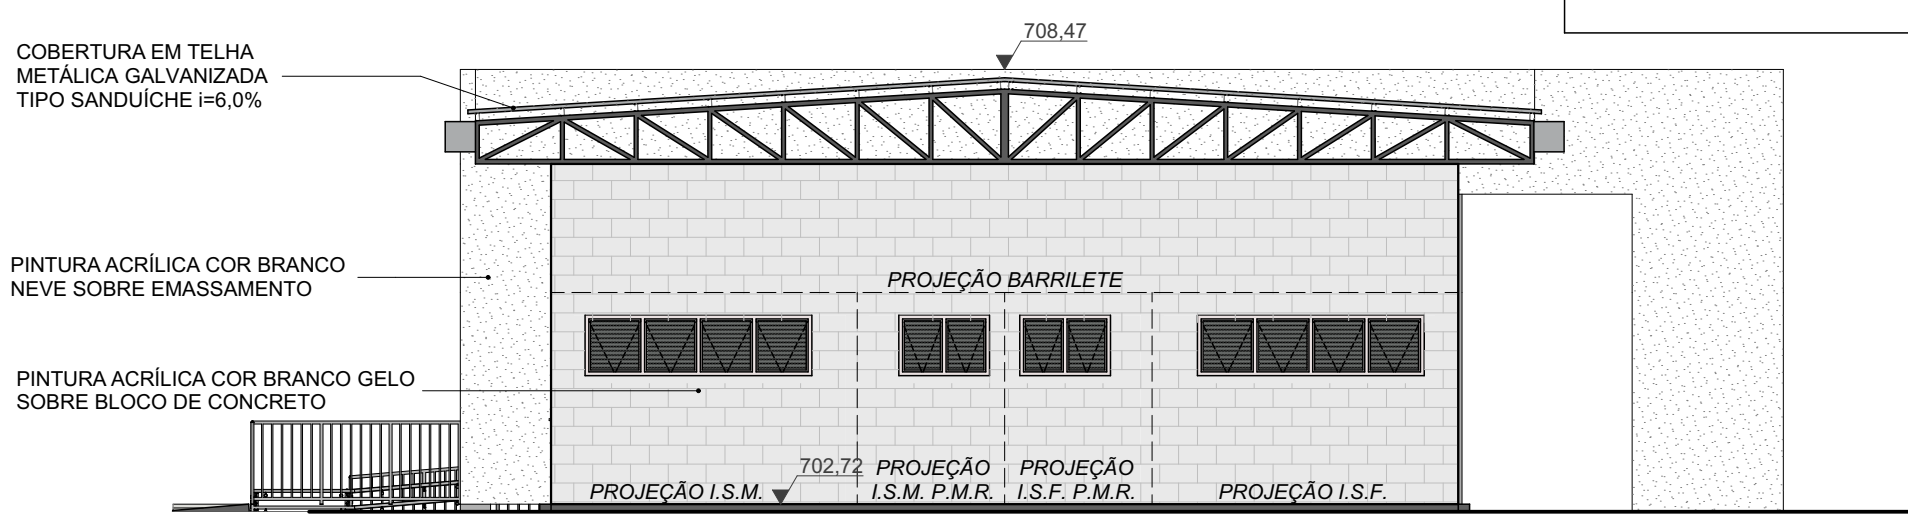 708,47
COBERTURA EM TELHA
METÁLICA GALVANIZADA
TIPO SANDUÍCHE i=6,0%
PINTURA ACRÍLICA COR BRANCO
NEVE SOBRE EMASSAMENTO
PROJEÇÃO BARRILETE
PINTURA ACRÍLICA COR BRANCO GELO
SOBRE BLOCO DE CONCRETO
702,72
PROJEÇÃO I.S.M.
PROJEÇÃO
I.S.M. P.M.R.
PROJEÇÃO
I.S.F. P.M.R.
PROJEÇÃO I.S.F.